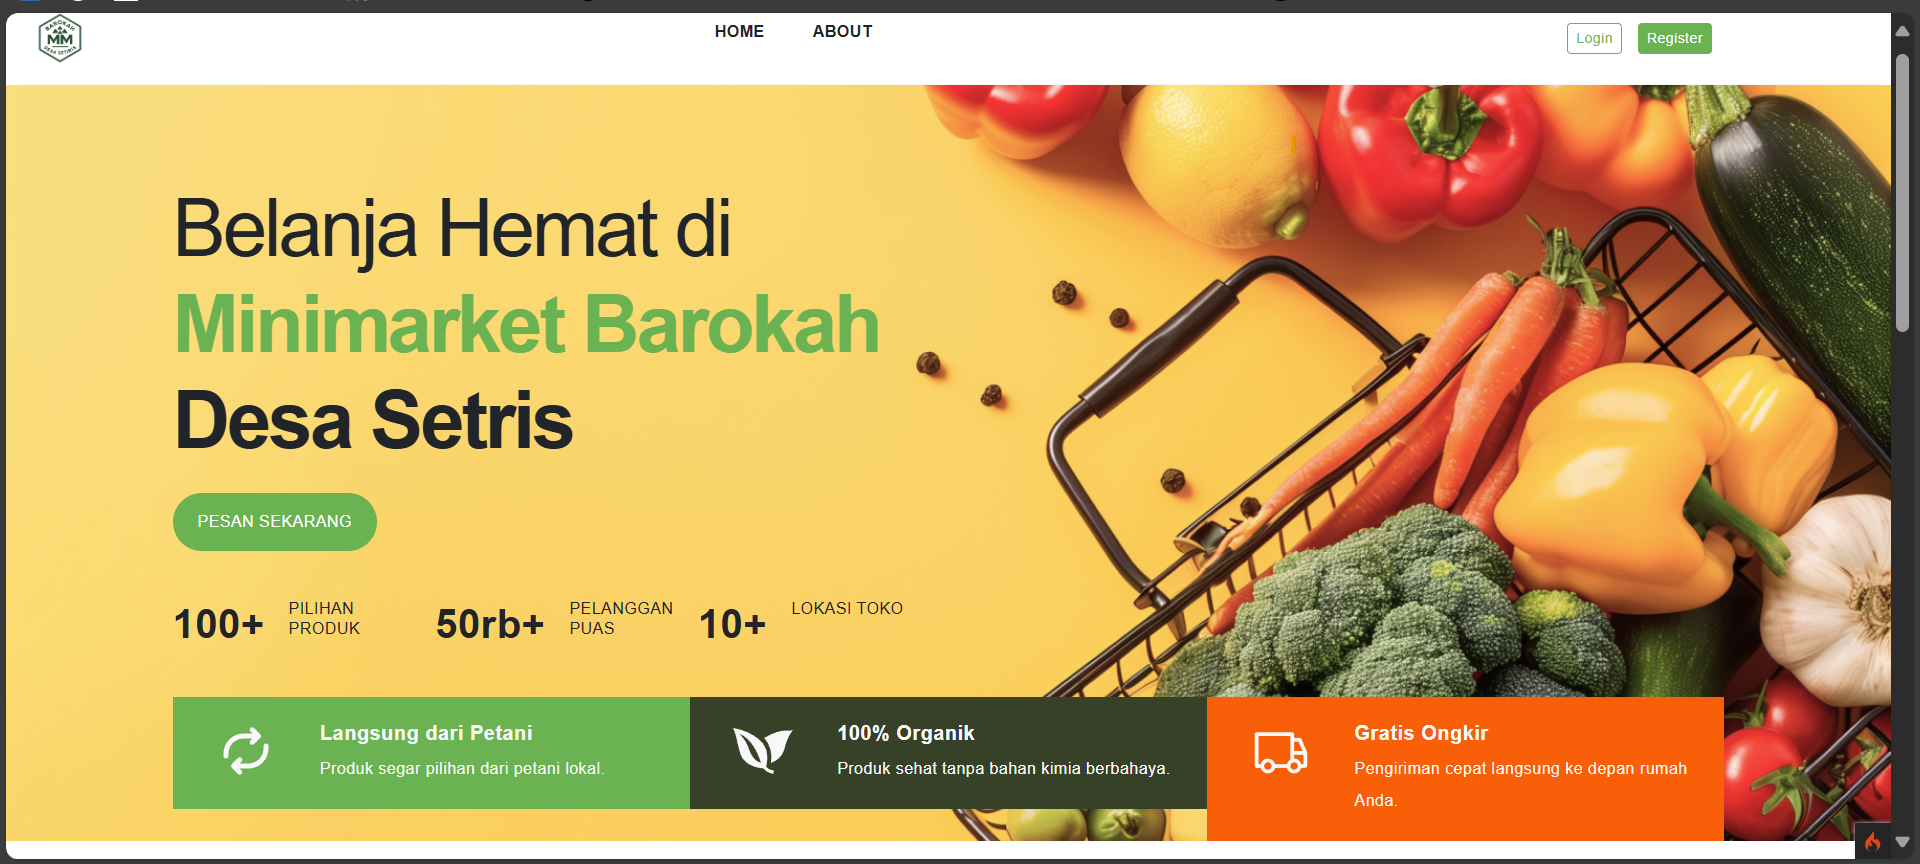 BAROKAH
MM
DESA SETIRIS
HOME
ABOUT
Login
Register
Belanja Hemat di
Minimarket Barokah
Desa Setris
PESAN SEKARANG
100+
PILIHAN
PRODUK
50rb+
PELANGGAN
PUAS
10+
LOKASI TOKO
Langsung dari Petani
Produk segar pilihan dari petani lokal.
100% Organik
Produk sehat tanpa bahan kimia berbahaya.
Gratis Ongkir
Pengiriman cepat langsung ke depan rumah
Anda.